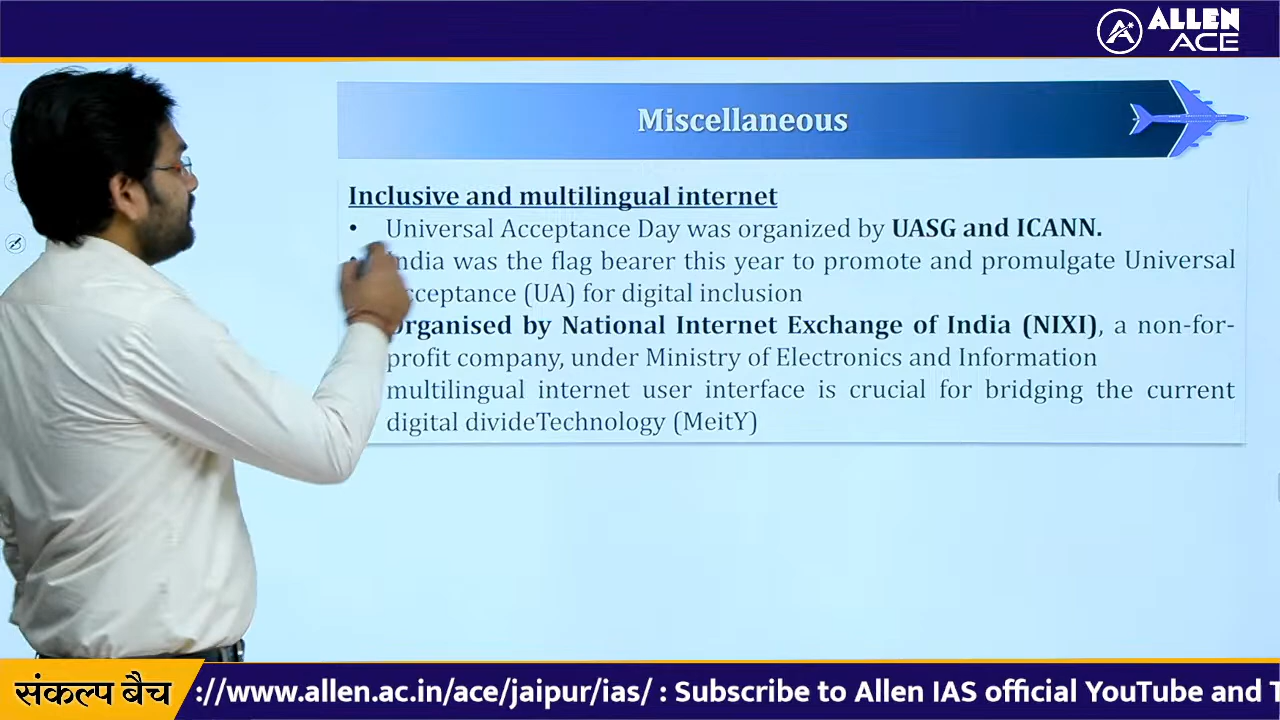 ALLEN
ACE
Miscellaneous
Inclusive and multilingual internet
• Universal Acceptance Day was organized by UASG and ICANN.
India was the flag bearer this year to promote and promulgate Universal
cceptance (UA) for digital inclusion
Organised by National Internet Exchange of India (NIXI), a non-for-
profit company, under Ministry of Electronics and Information
multilingual internet user interface is crucial for bridging the current
digital divideTechnology (MeitY)
संकल्प बैच
://www.allen.ac.in/ace/jaipur/ias/ : Subscribe to Allen IAS official YouTube and T